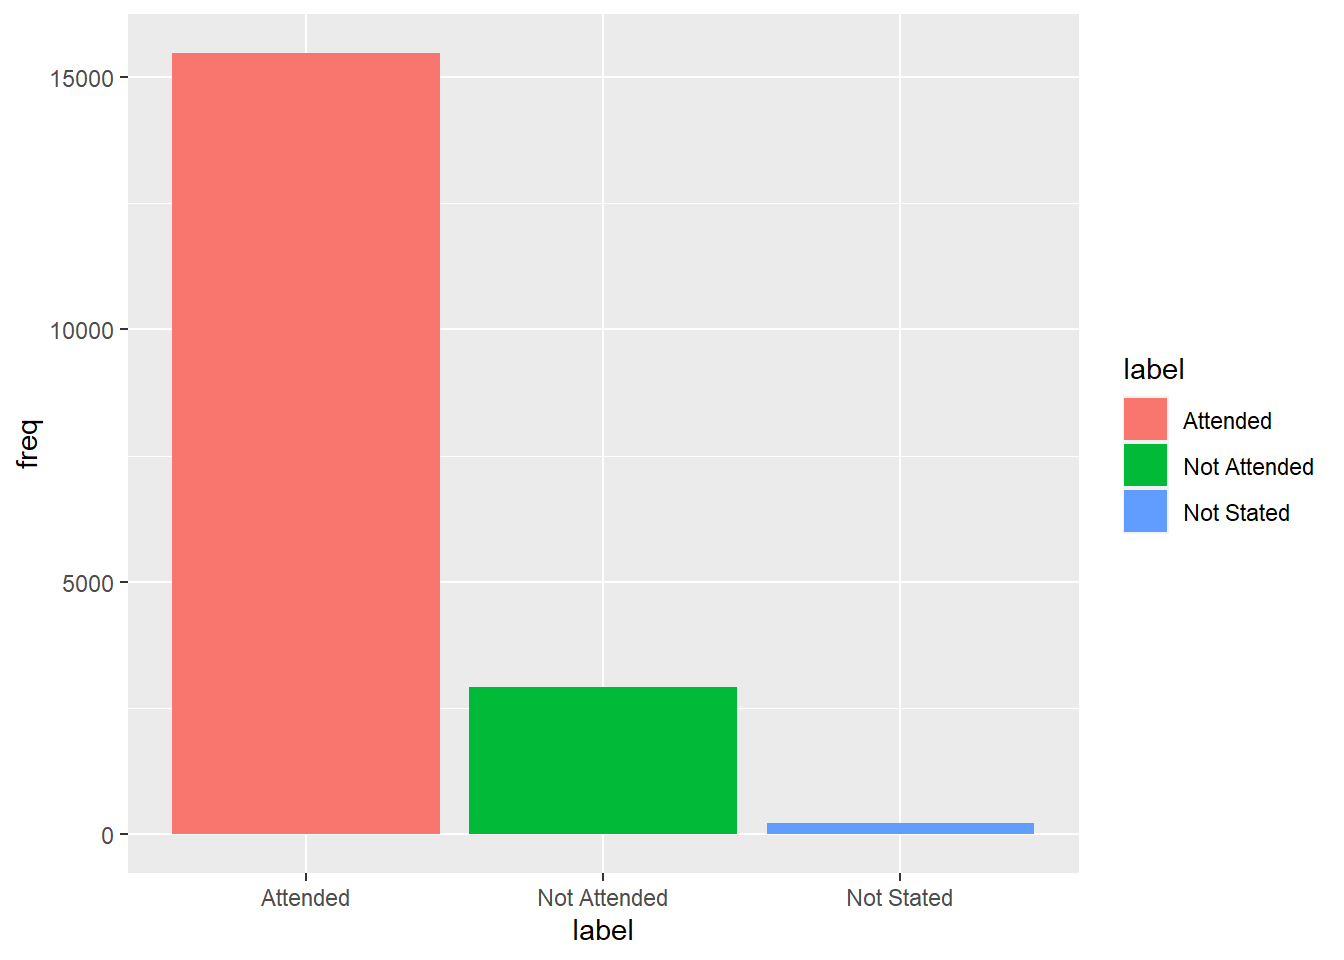 15000
10000
5000
0
freq
Attended
Not Attended
Not Stated
label
label
Attended
Not Attended
Not Stated